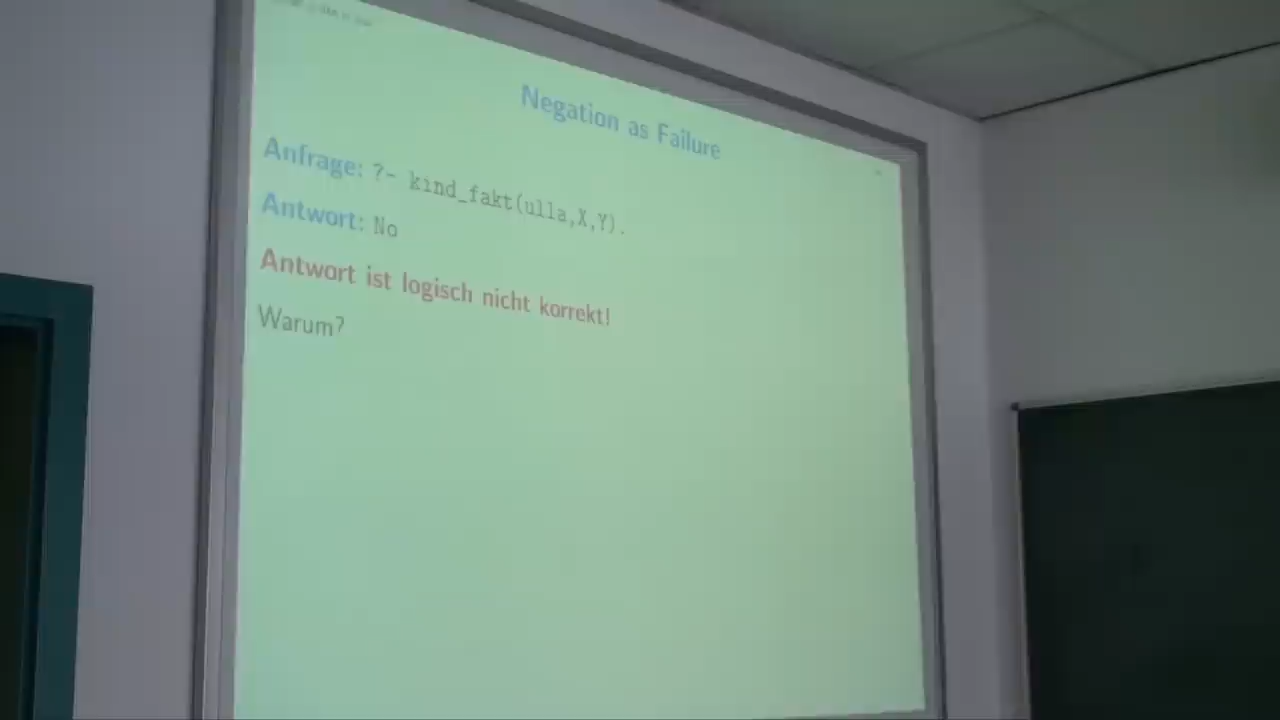 Negation as Failure
Anfrage: ?- kind_fakt(ulla,X,Y).
Antwort: No
Antwort ist logisch nicht korrekt!
Warum?